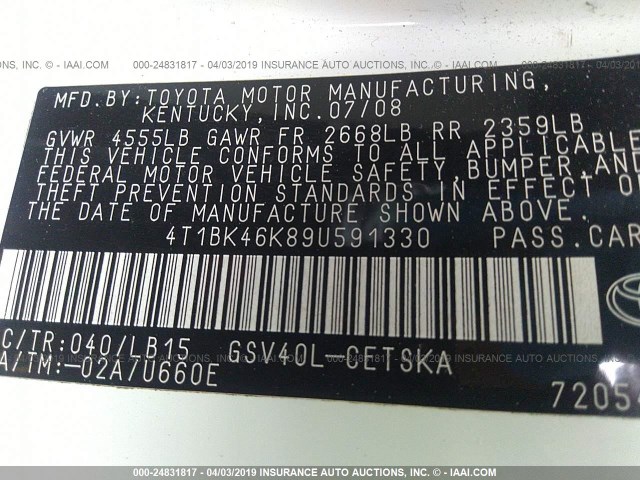 AUCTIONS, INC. - © IAAI.COM 000-24831817 - 04/03/2019 INSURANCE AUTO AUCTIONS, INC. - © IAAI.COM
MFD.BY:TOYOTA MOTOR MANUFACTURING,
KENTUCKY,INC.07/08
GVWR 4555LB GAWR FR 2668LB RR 2359LB
THIS VEHICLE CONFORMS TO ALL APPLICABLE
FEDERAL MOTOR VEHICLE SAFETY,BUMPER,AND
THEFT PREVENTION STANDARDS IN EFFECT
THE DATE OF MANUFACTURE SHOWN ABOVE.
4T1BK46K89U591330 PASS.CAR
C/TR:040/LB15 GSV40L-CETSKA
A/TM:-02A/U660E
7205
000-24831817 - 04/03/2019 INSURANCE AUTO AUCTIONS, INC. - © IAAI.COM